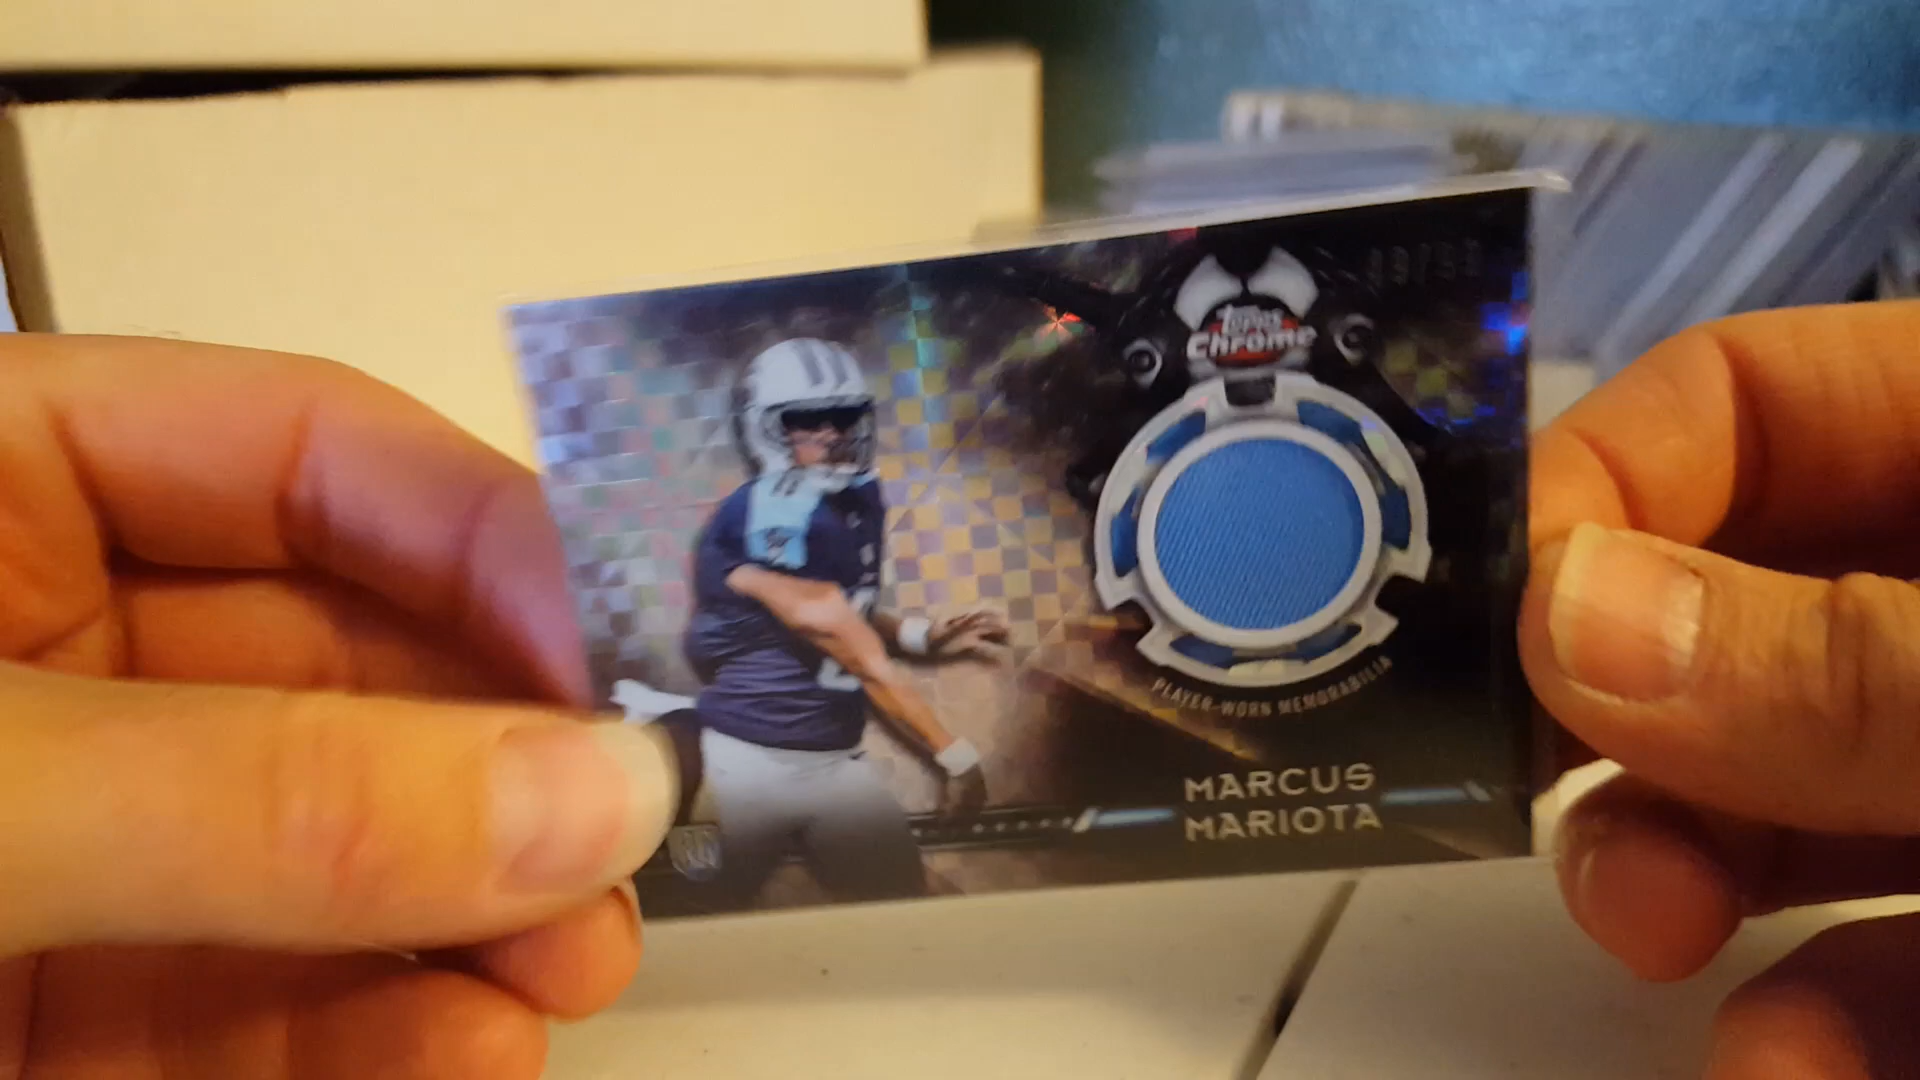 Topps
Chrome
PLAYER-WORN MEMORABILIA
MARCUS
MARIOTA